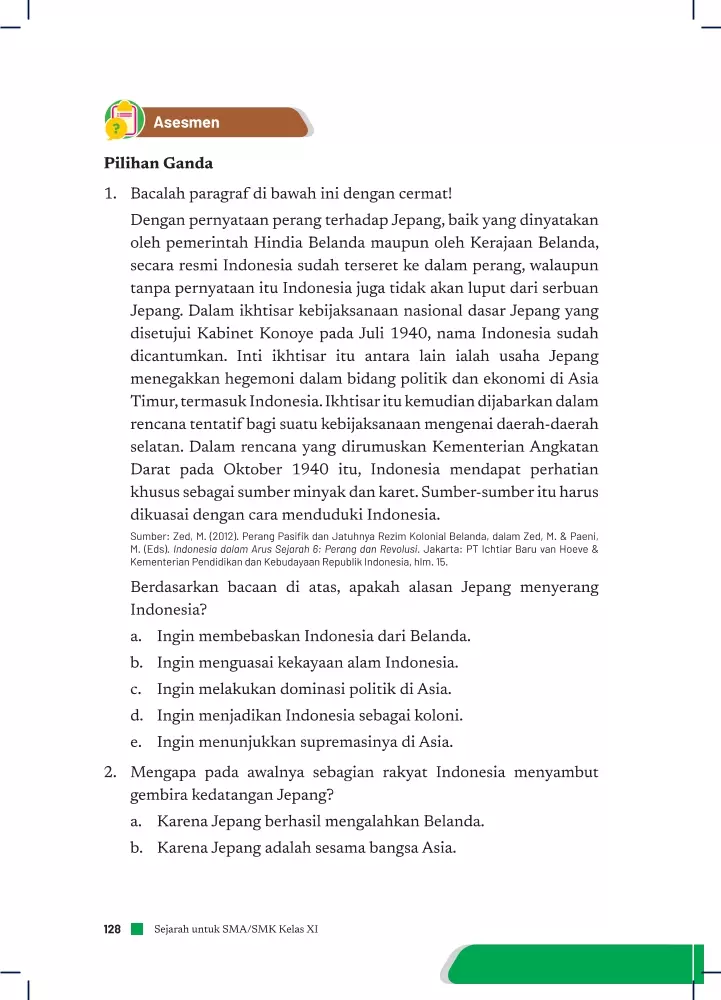 Asesmen
Pilihan Ganda
1. Bacalah paragraf di bawah ini dengan cermat!
Dengan pernyataan perang terhadap Jepang, baik yang dinyatakan
oleh pemerintah Hindia Belanda maupun oleh Kerajaan Belanda,
secara resmi Indonesia sudah terseret ke dalam perang, walaupun
tanpa pernyataan itu Indonesia juga tidak akan luput dari serbuan
Jepang. Dalam ikhtisar kebijaksanaan nasional dasar Jepang yang
disetujui Kabinet Konoye pada Juli 1940, nama Indonesia sudah
dicantumkan. Inti ikhtisar itu antara lain ialah usaha Jepang
menegakkan hegemoni dalam bidang politik dan ekonomi di Asia
Timur, termasuk Indonesia. Ikhtisar itu kemudian dijabarkan dalam
rencana tentatif bagi suatu kebijaksanaan mengenai daerah-daerah
selatan. Dalam rencana yang dirumuskan Kementerian Angkatan
Darat pada Oktober 1940 itu, Indonesia mendapat perhatian
khusus sebagai sumber minyak dan karet. Sumber-sumber itu harus
dikuasai dengan cara menduduki Indonesia.
Sumber: Zed, M. (2012). Perang Pasifik dan Jatuhnya Rezim Kolonial Belanda, dalam Zed, M. & Paeni,
M. (Eds). Indonesia dalam Arus Sejarah 6: Perang dan Revolusi. Jakarta: PT Ichtiar Baru van Hoeve &
Kementerian Pendidikan dan Kebudayaan Republik Indonesia, hlm. 15.
Berdasarkan bacaan di atas, apakah alasan Jepang menyerang
Indonesia?
a. Ingin membebaskan Indonesia dari Belanda.
b. Ingin menguasai kekayaan alam Indonesia.
c. Ingin melakukan dominasi politik di Asia.
d. Ingin menjadikan Indonesia sebagai koloni.
e. Ingin menunjukkan supremasinya di Asia.
2. Mengapa pada awalnya sebagian rakyat Indonesia menyambut
gembira kedatangan Jepang?
a. Karena Jepang berhasil mengalahkan Belanda.
b. Karena Jepang adalah sesama bangsa Asia.
128 Sejarah untuk SMA/SMK Kelas XI